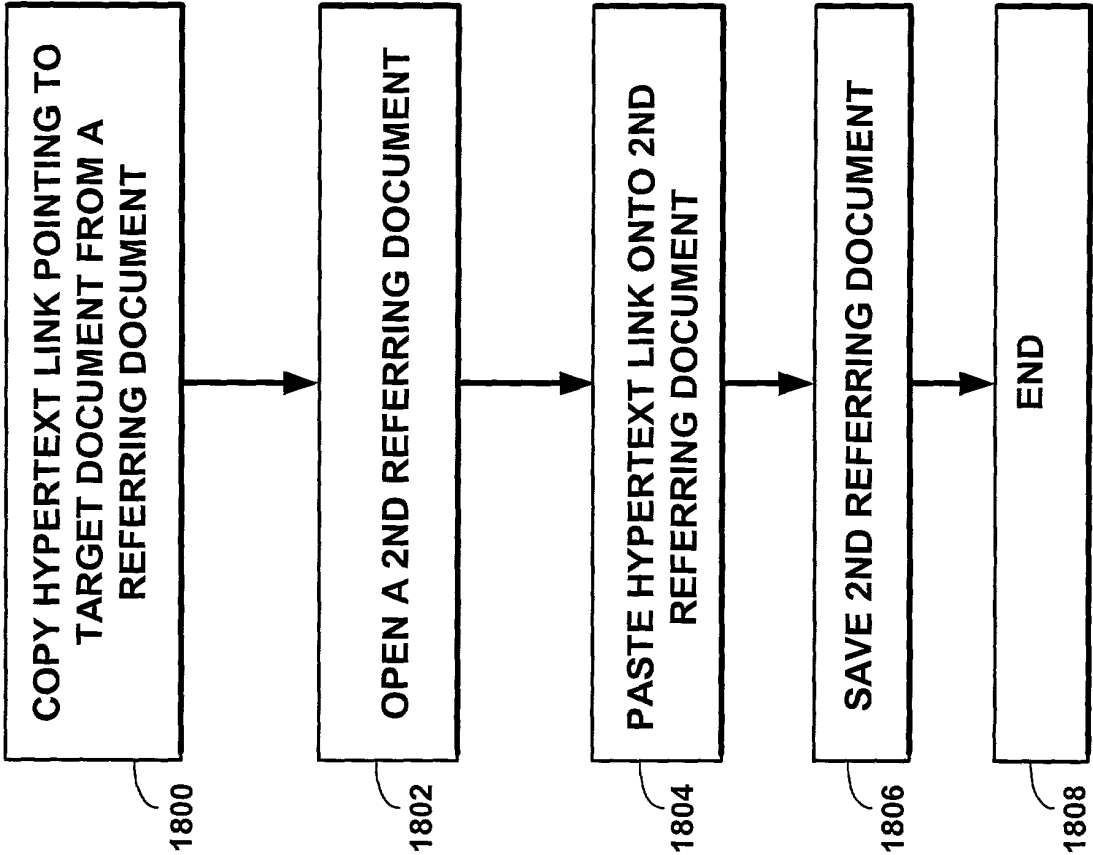 COPY HYPERTEXT LINK POINTING TO
TARGET DOCUMENT FROM A
REFERRING DOCUMENT
1800
OPEN A 2ND REFERRING DOCUMENT
1802
PASTE HYPERTEXT LINK ONTO 2ND
REFERRING DOCUMENT
1804
SAVE 2ND REFERRING DOCUMENT
1806
END
1808